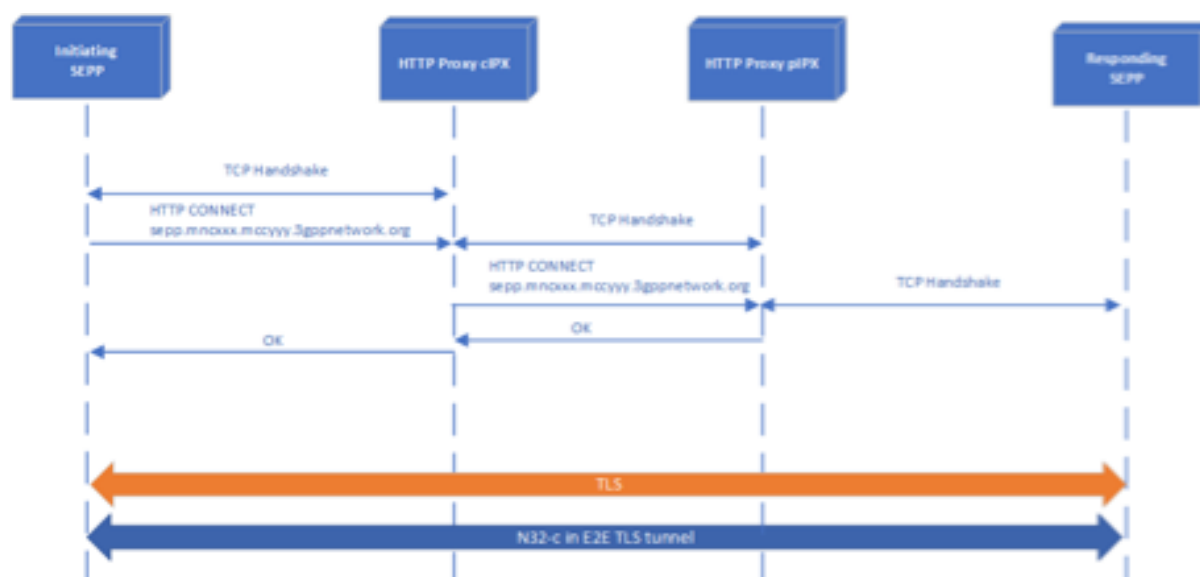 Initiating
SEPP
HTTP Proxy cIPX
HTTP Proxy pIPX
Responding
SEPP
TCP Handshake
HTTP CONNECT
sepp.mncxxx.mccyyy.3gppnetwork.org
TCP Handshake
HTTP CONNECT
sepp.mncxxx.mccyyy.3gppnetwork.org
TCP Handshake
OK
OK
TLS
N32-c in E2E TLS tunnel